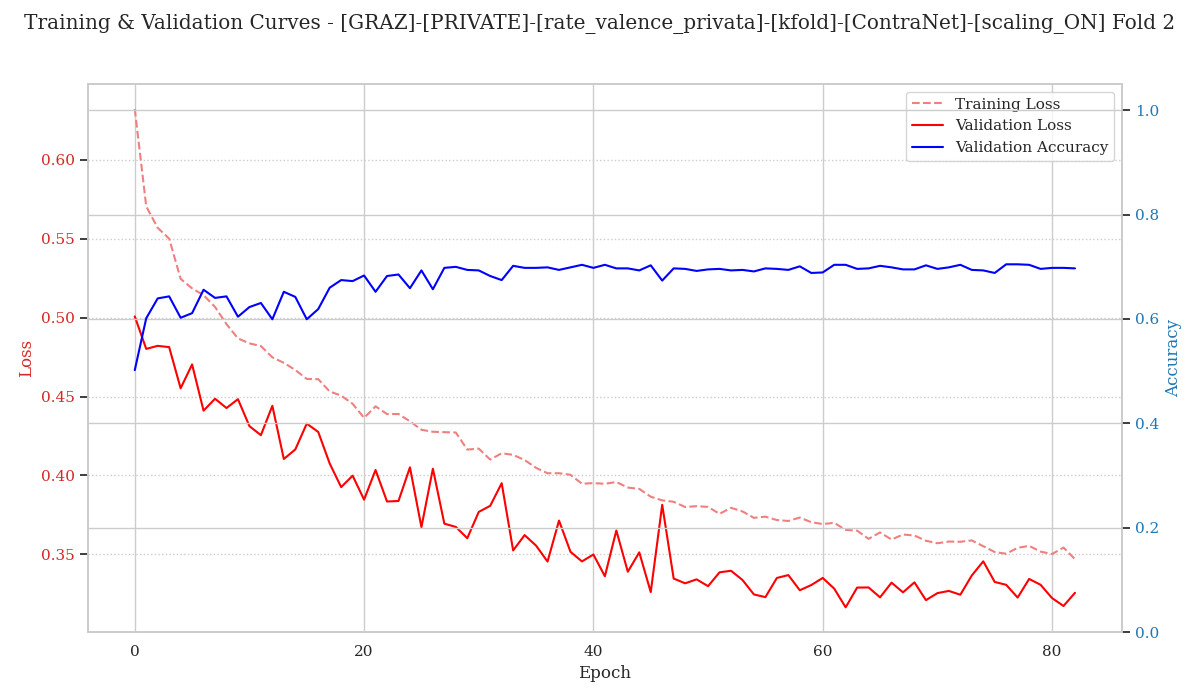 Training & Validation Curves - [GRAZ]-[PRIVATE]-[rate_valence_privata]-[kfold]-[ContraNet]-[scaling_ON] Fold 2
Training Loss
Validation Loss
Validation Accuracy
Loss
0.60
0.55
0.50
0.45
0.40
0.35
1.0
0.8
0.6
0.4
0.2
0.0
Accuracy
0
20
40
60
80
Epoch